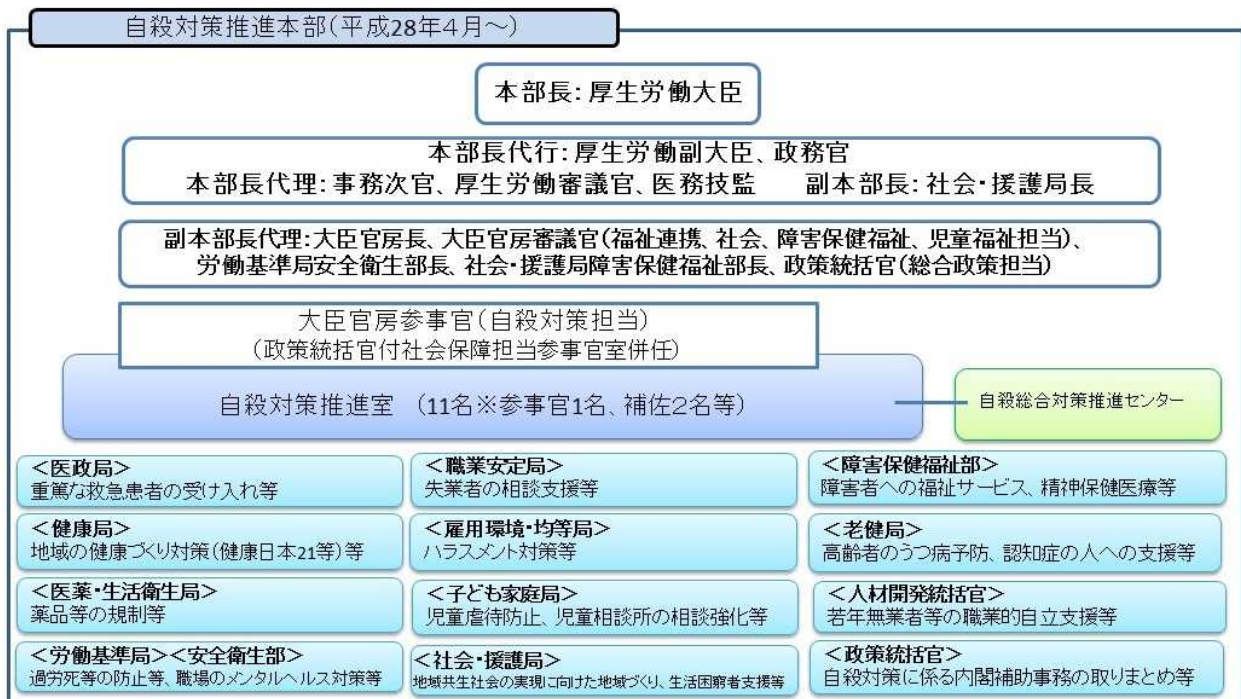 自殺対策推進本部(平成28年4月～)
本部長：厚生労働大臣
本部長代行：厚生労働副大臣、政務官
本部長代理：事務次官、厚生労働審議官、医務技監　副本部長：社会・援護局長
副本部長代理：大臣官房長、大臣官房審議官(福祉連携、社会、障害保健福祉、児童福祉担当)、
労働基準局安全衛生部長、社会・援護局障害保健福祉部長、政策統括官(総合政策担当)
大臣官房参事官(自殺対策担当)
(政策統括官付社会保障担当参事官室併任)
自殺対策推進室　(11名※参事官1名、補佐２名等)
自殺総合対策推進センター
＜医政局＞
重篤な救急患者の受け入れ等
＜健康局＞
地域の健康づくり対策(健康日本21等)等
＜医薬・生活衛生局＞
薬品等の規制等
＜労働基準局＞＜安全衛生部＞
過労死等の防止等、職場のメンタルヘルス対策等
＜職業安定局＞
失業者の相談支援等
＜雇用環境・均等局＞
ハラスメント対策等
＜子ども家庭局＞
児童虐待防止、児童相談所の相談強化等
＜社会・援護局＞
地域共生社会の実現に向けた地域づくり、生活困窮者支援等
＜障害保健福祉部＞
障害者への福祉サービス、精神保健医療等
＜老健局＞
高齢者のうつ病予防、認知症の人への支援等
＜人材開発統括官＞
若年無業者等の職業的自立支援等
＜政策統括官＞
自殺対策に係る内閣補助事務の取りまとめ等